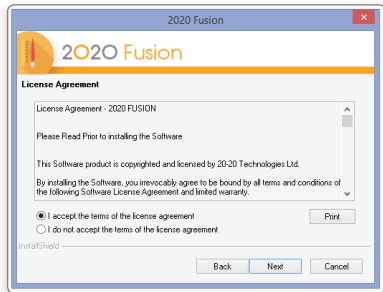 2020 Fusion
2020 Fusion
License Agreement
License Agreement - 2020 FUSION
Please Read Prior to installing the Software
This Software product is copyrighted and licensed by 20-20 Technologies Ltd.
By installing the Software, you irrevocably agree to be bound by all terms and conditions of
the following Software License Agreement and limited warranty.
I accept the terms of the license agreement
Print
I do not accept the terms of the license agreement
InstallShield
Back Next Cancel